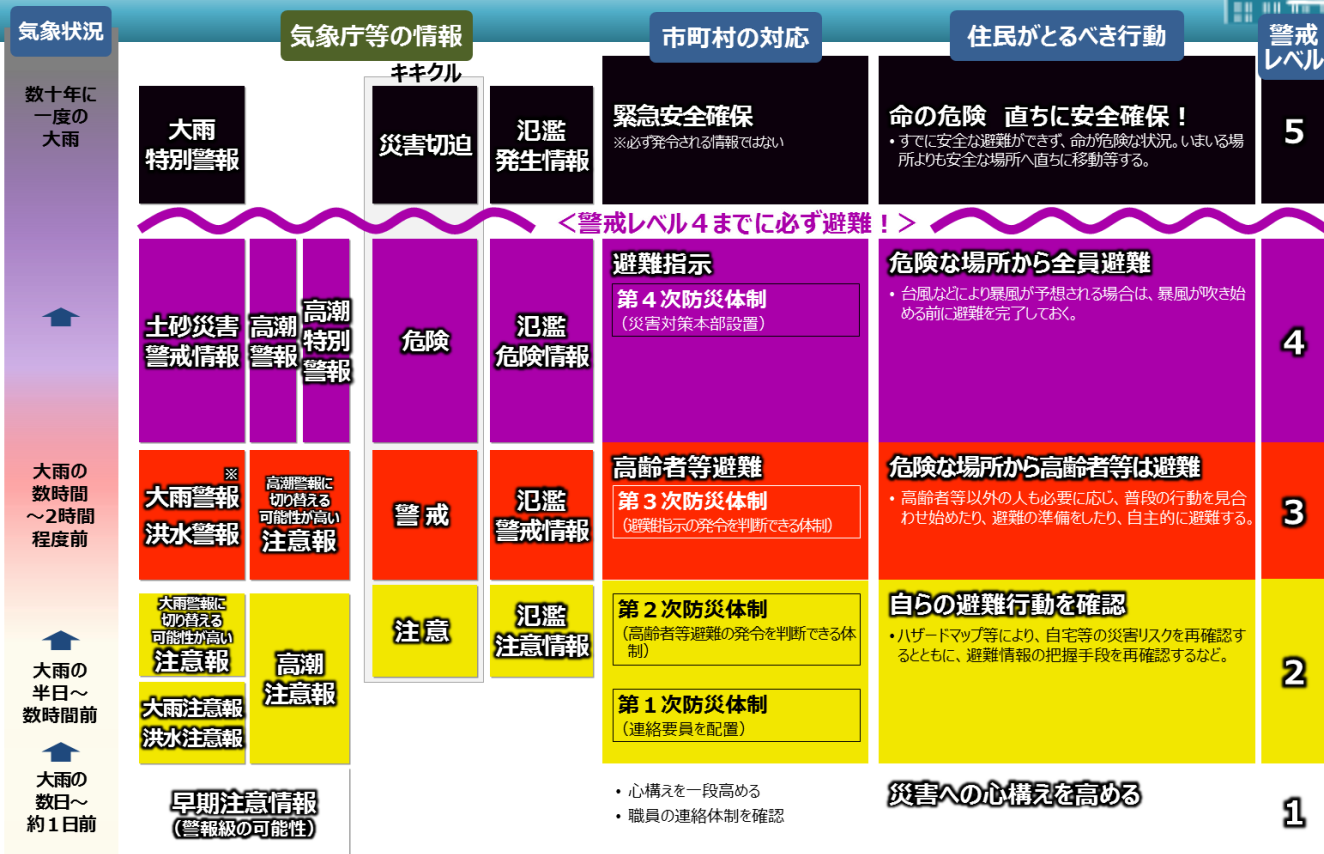 気象状況
気象庁等の情報
市町村の対応
住民がとるべき行動
警戒
レベル
キキクル
数十年に
一度の
大雨
大雨
特別警報
災害切迫
氾濫
発生情報
緊急安全確保
※必ず発令される情報ではない
命の危険 直ちに安全確保！
・すでに安全な避難ができず、命が危険な状況。いまいる場
所よりも安全な場所へ直ちに移動等する。
5
＜警戒レベル４までに必ず避難！＞
土砂災害
警戒情報
高潮
警報
高潮
特別
警報
危険
氾濫
危険情報
避難指示
第４次防災体制
（災害対策本部設置）
危険な場所から全員避難
・台風などにより暴風が予想される場合は、暴風が吹き始
める前に避難を完了しておく。
4
大雨の
数時間
～2時間
程度前
※
大雨警報
洪水警報
高潮警報に
切り替える
可能性が高い
注意報
警戒
氾濫
警戒情報
高齢者等避難
第３次防災体制
（避難指示の発令を判断できる体制）
危険な場所から高齢者等は避難
・高齢者等以外の人も必要に応じ、普段の行動を見合
わせ始めたり、避難の準備をしたり、自主的に避難する。
3
大雨の
半日～
数時間前
大雨警報に
切り替える
可能性が高い
注意報
大雨注意報
洪水注意報
高潮
注意報
注意
氾濫
注意情報
第２次防災体制
（高齢者等避難の発令を判断できる体
制）
第１次防災体制
（連絡要員を配置）
自らの避難行動を確認
・ハザードマップ等により、自宅等の災害リスクを再確認す
るとともに、避難情報の把握手段を再確認するなど。
2
大雨の
数日～
約１日前
早期注意情報
（警報級の可能性）
・心構えを一段高める
・職員の連絡体制を確認
災害への心構えを高める
1